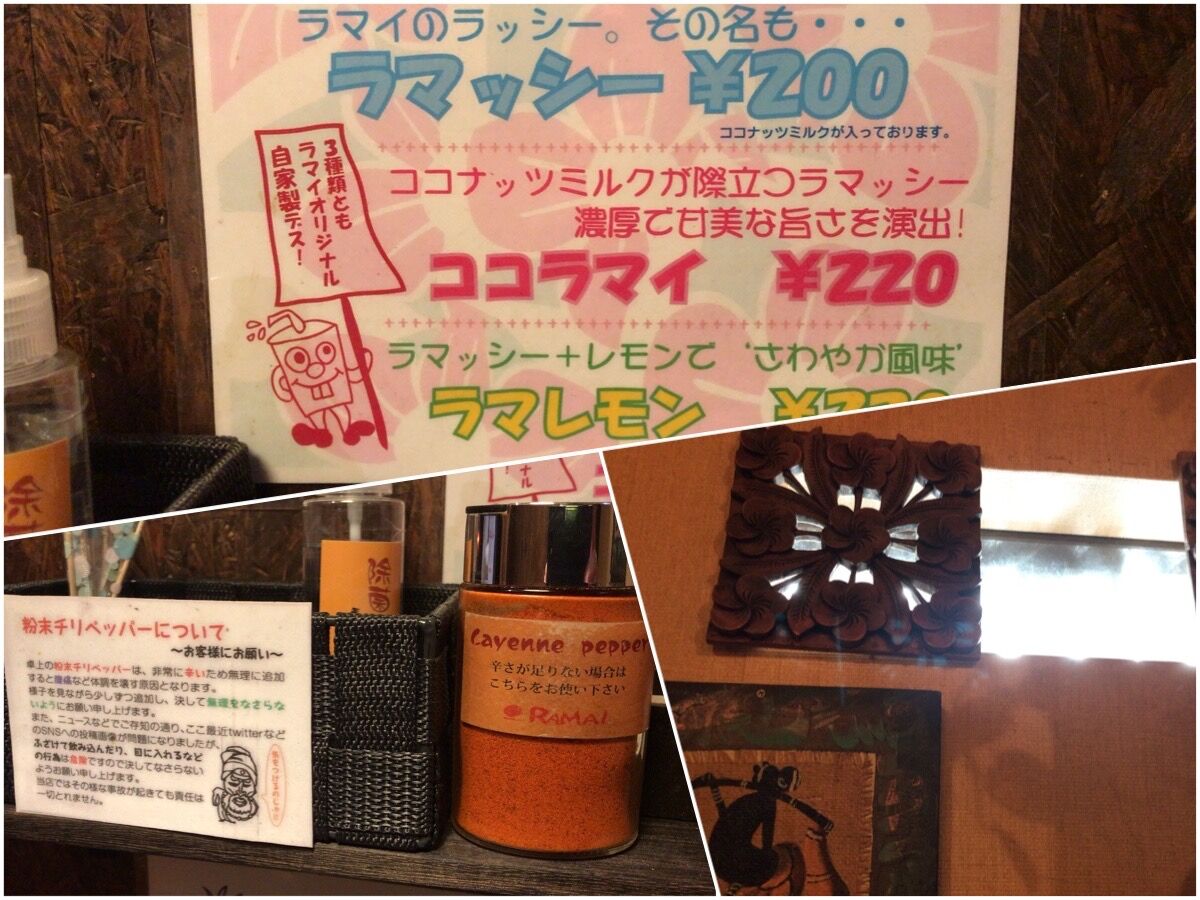 ラマイのラッシー。その名も・・・
ラマッシー ¥200
ココナッツミルクが入っております。
3種類とも
ラマイオリジナル
自家製デス！
ココナッツミルクが際立つラマッシー
濃厚で甘美な旨さを演出！
ココラマイ ¥220
ラマッシー＋レモンで 'さわやか風味'
ラマレモン ¥220
除菌
粉末チリペッパーについて
〜お客様にお願い〜
卓上の粉末チリペッパーは、非常に辛いため無理に追加
すると腹痛など体調を壊す原因となります。
様子を見ながら少しずつ追加し、決して無理をなさらな
いようにお願い申し上げます。
また、ニュースなどでご存知の通り、ここ最近twitterなど
のSNSへの投稿画像が問題になりましたが、
ふざけて飲み込んだり、目に入れるなど
の行為は危険ですので決してなさらない
ようお願い申し上げます。
当店ではその様な事故が起きても責任は
一切とれません。
気をつけるのじゃぞ
除菌
Cayenne pepper
辛さが足りない場合は
こちらをお使い下さい
RAMAI
ジナル